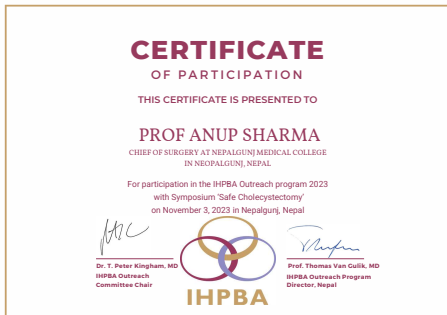 CERTIFICATE
OF PARTICIPATION
THIS CERTIFICATE IS PRESENTED TO
PROF ANUP SHARMA
CHIEF OF SURGERY AT NEPALGUNJ MEDICAL COLLEGE
IN NEOPALGUNJ, NEPAL
For participation in the IHPBA Outreach program 2023
with Symposium 'Safe Cholecystectomy'
on November 3, 2023 in Nepalgunj, Nepal
Dr. T. Peter Kingham, MD
IHPBA Outreach
Committee Chair
Prof. Thomas Van Gulik, MD
IHPBA Outreach Program
Director, Nepal
IHPBA